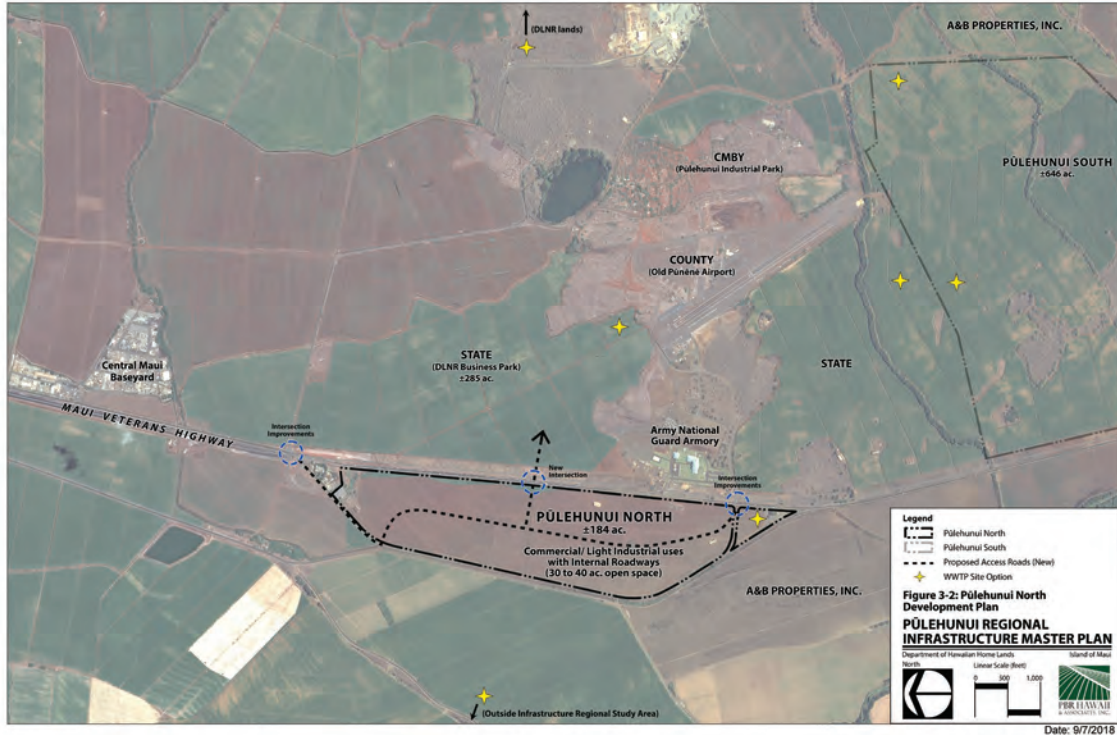 (DLNR lands)
A&B PROPERTIES, INC.
CMBY
(Pūlehunui Industrial Park)
PŪLEHUNUI SOUTH
±646 ac.
COUNTY
(Old Pūnēnē Airport)
Central Maui
Baseyard
STATE
(DLNR Business Park)
±285 ac.
STATE
MAUI VETERANS HIGHWAY
Intersection
Improvements
Army National
Guard Armory
New
Intersection
Intersection
Improvements
PŪLEHUNUI NORTH
±184 ac.
Commercial/ Light Industrial uses
with Internal Roadways
(30 to 40 ac. open space)
A&B PROPERTIES, INC.
(Outside Infrastructure Regional Study Area)
Legend
Pūlehunui North
Pūlehunui South
Proposed Access Roads (New)
WWTP Site Option
Figure 3-2: Pūlehunui North
Development Plan
PŪLEHUNUI REGIONAL
INFRASTRUCTURE MASTER PLAN
Department of Hawaiian Home Lands
Island of Maui
North
Linear Scale (feet)
0 500 1,000
PBR HAWAII
& ASSOCIATES, INC.
Date: 9/7/2018